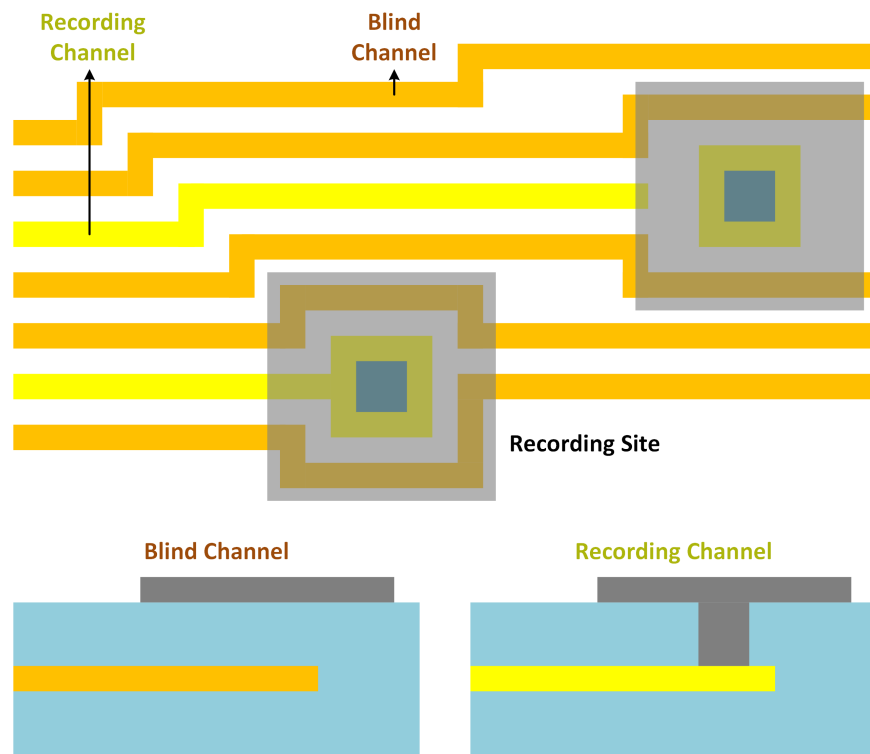 Recording
Channel
Blind
Channel
Recording Site
Blind Channel
Recording Channel